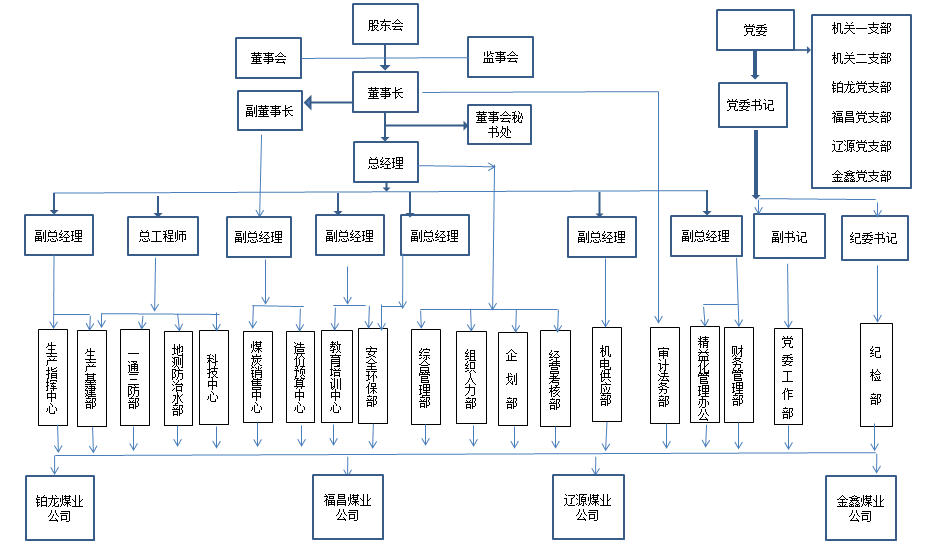 股东会
党委
机关一支部
机关二支部
铂龙党支部
福昌党支部
辽源党支部
金鑫党支部
董事会
监事会
董事长
党委书记
副董事长
董事会秘
书处
总经理
副总经理
总工程师
副总经理
副总经理
副总经理
副总经理
副总经理
副书记
纪委书记
生产指挥中心
生产基建部
一通三防部
地测防治水部
科技中心
煤炭销售中心
造价预算中心
教育培训中心
安全环保部
综合管理部
组织人力部
企划部
经营考核部
机电供应部
审计法务部
精益化管理办公
财务管理部
党委工作部
纪检部
铂龙煤业
公司
福昌煤业
公司
辽源煤业
公司
金鑫煤业
公司